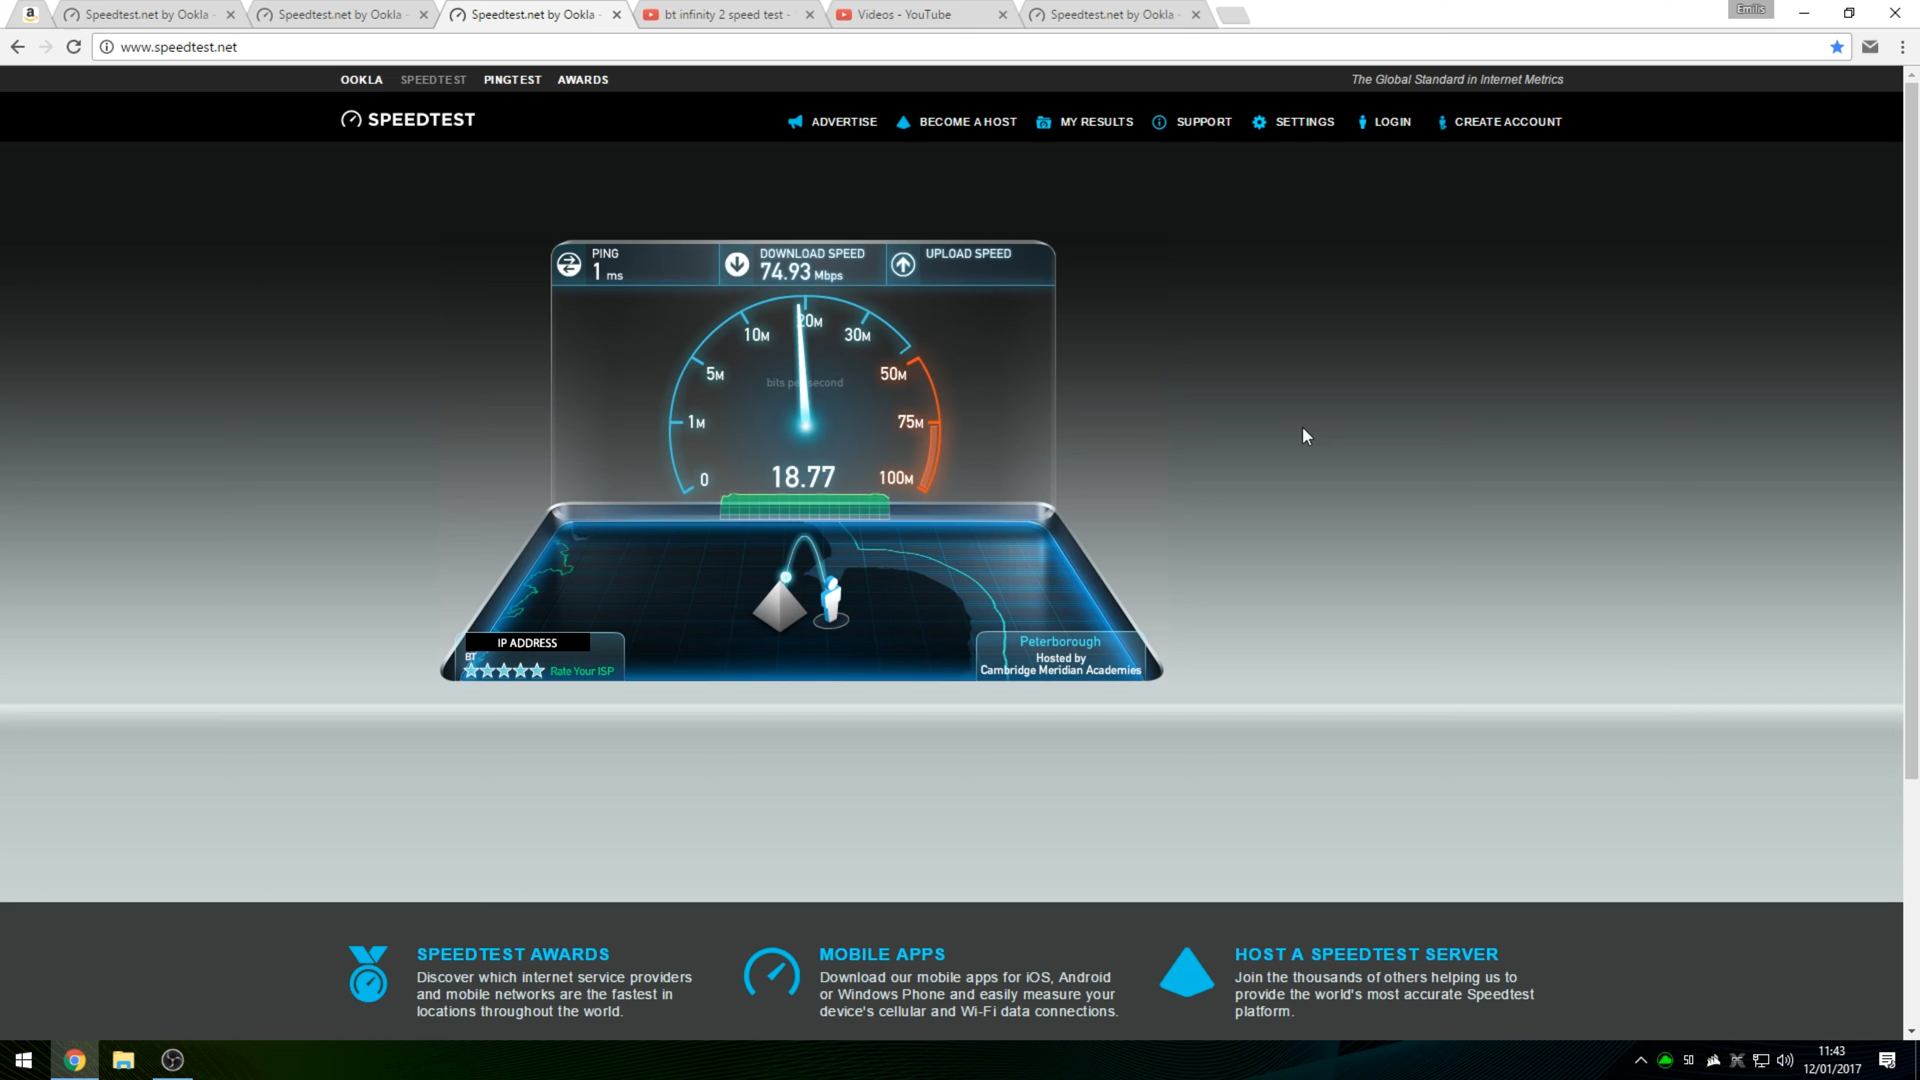 Speedtest.net by Ookla -
Speedtest.net by Ookla -
Speedtest.net by Ookla -
bt infinity 2 speed test -
Videos - YouTube
Speedtest.net by Ookla -
Emilis
www.speedtest.net
OOKLA SPEEDTEST PINGTEST AWARDS
The Global Standard in Internet Metrics
SPEEDTEST
ADVERTISE BECOME A HOST MY RESULTS SUPPORT SETTINGS LOGIN CREATE ACCOUNT
PING
1 ms
DOWNLOAD SPEED
74.93 Mbps
UPLOAD SPEED
0
1M
5M
10M
20M
30M
50M
75M
100M
bits per second
18.77
IP ADDRESS
BT
Rate Your ISP
Peterborough
Hosted by
Cambridge Meridian Academies
SPEEDTEST AWARDS
Discover which internet service providers
and mobile networks are the fastest in
locations throughout the world.
MOBILE APPS
Download our mobile apps for iOS, Android
or Windows Phone and easily measure your
device's cellular and Wi-Fi data connections.
HOST A SPEEDTEST SERVER
Join the thousands of others helping us to
provide the world's most accurate Speedtest
platform.
50
11:43
12/01/2017